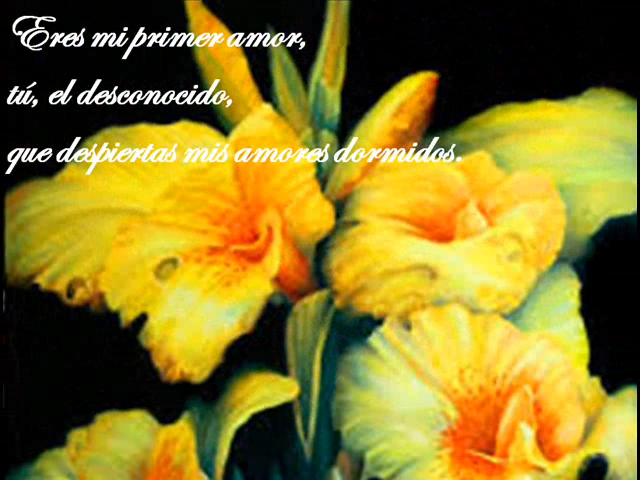 Eres mi primer amor,
tú, el desconocido,
que despiertas mis amores dormidos.